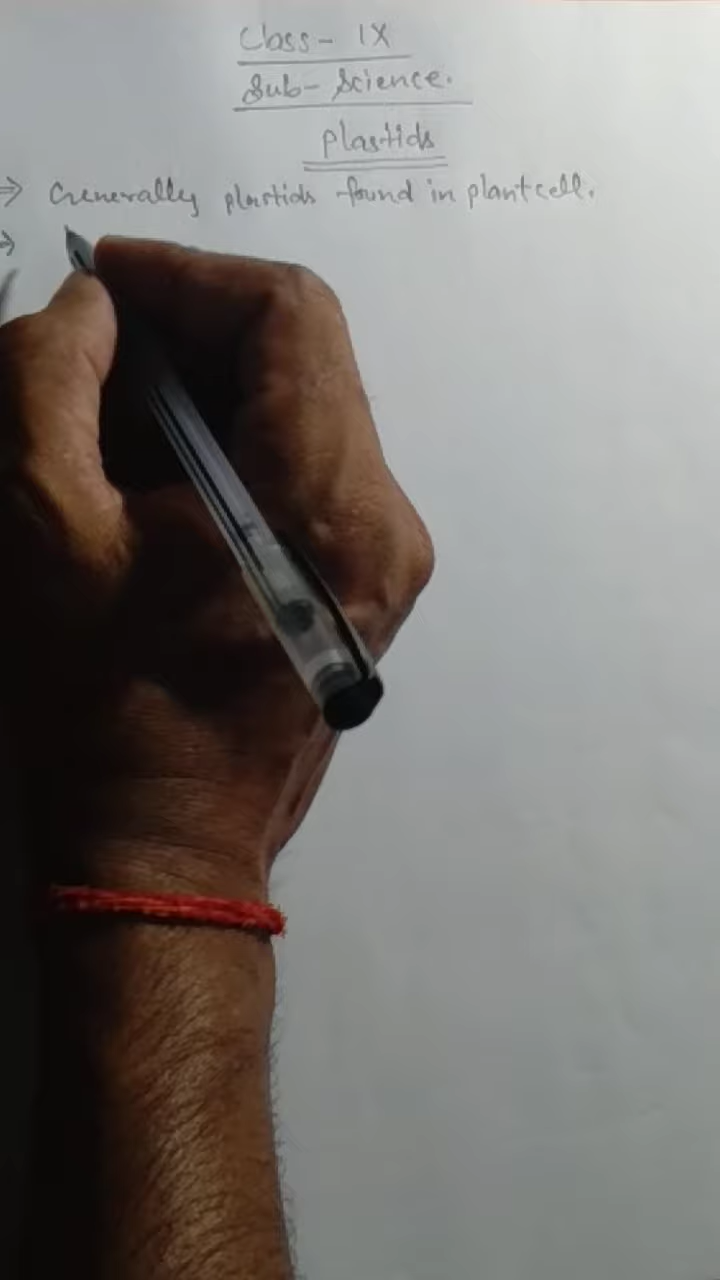 Class - IX
Sub - Science.
Plastids
⇒ Generally plastids found in plant cell.
⇒